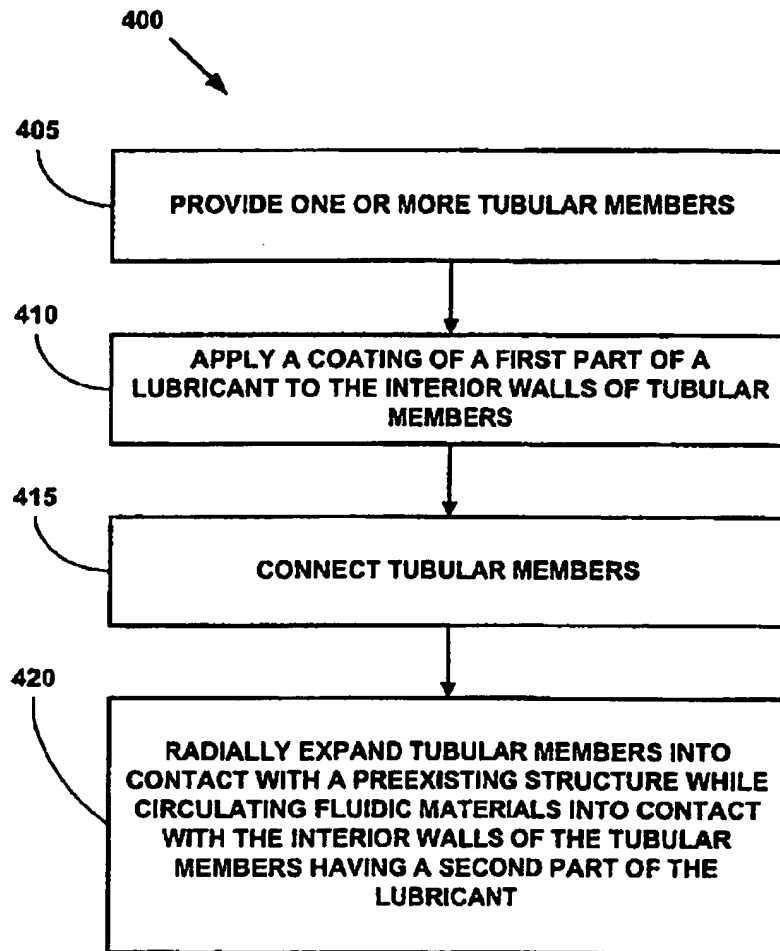 400
405
PROVIDE ONE OR MORE TUBULAR MEMBERS
410
APPLY A COATING OF A FIRST PART OF A
LUBRICANT TO THE INTERIOR WALLS OF TUBULAR
MEMBERS
415
CONNECT TUBULAR MEMBERS
420
RADIALLY EXPAND TUBULAR MEMBERS INTO
CONTACT WITH A PREEXISTING STRUCTURE WHILE
CIRCULATING FLUIDIC MATERIALS INTO CONTACT
WITH THE INTERIOR WALLS OF THE TUBULAR
MEMBERS HAVING A SECOND PART OF THE
LUBRICANT